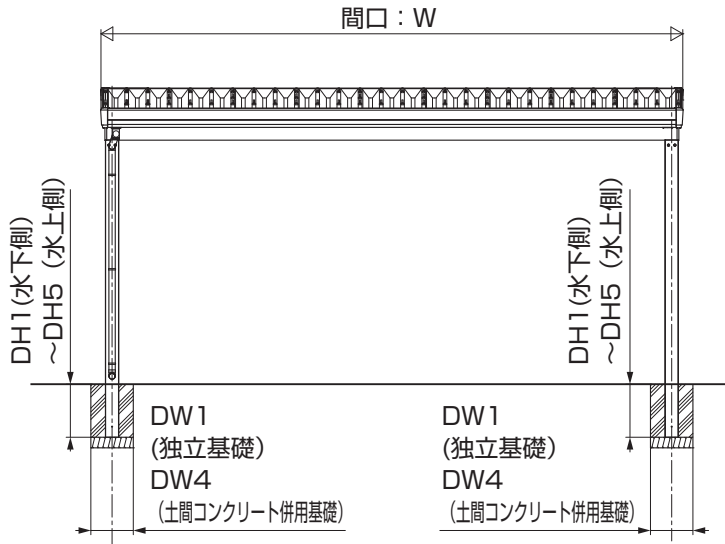 間口：W
DH1(水下側)
～DH5（水上側)
DH1(水下側)
～DH5（水上側)
DW1
(独立基礎)
DW4
（土間コンクリート併用基礎）
DW1
(独立基礎)
DW4
（土間コンクリート併用基礎）